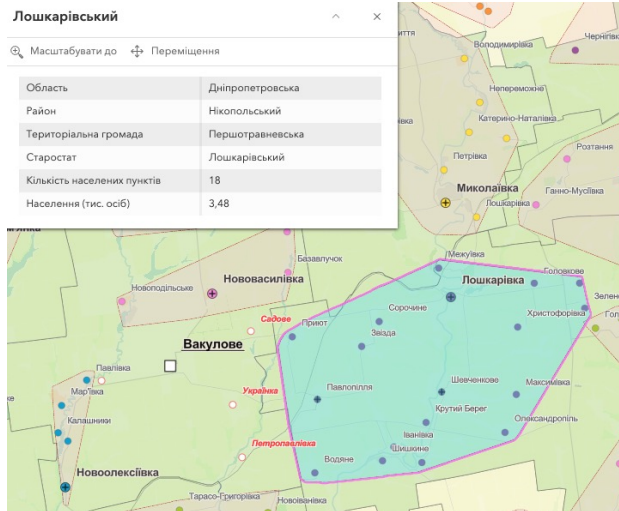 Лошкарівський
Масштабувати до Переміщення
Область Дніпропетровська
Район Нікопольський
Територіальна громада Першотравневська
Старостат Лошкарівський
Кількість населених пунктів 18
Населення (тис. осіб) 3,48
Володимирівка
Непереможне
Катерино-Наталівка
Розтання
Петрівка
Миколаївка
Ганно-Мусіївка
Лошкарівка
Межуївка
Базавлучок
Головкове
Нововасилівка
Лошкарівка
Новоподільське
Сорочине
Христофорівка
Садове
Приют
Звізда
Вакулове
Павлівка
Шевченкове
Максимівка
Мар'ївка
Українка
Павлопілля
Крутий Берег
Олександропіль
Калашники
Іванівка
Петропавлівка
Шишкине
Водяне
Новоолексіївка
Тарасо-Григорівка
Новоіванівка